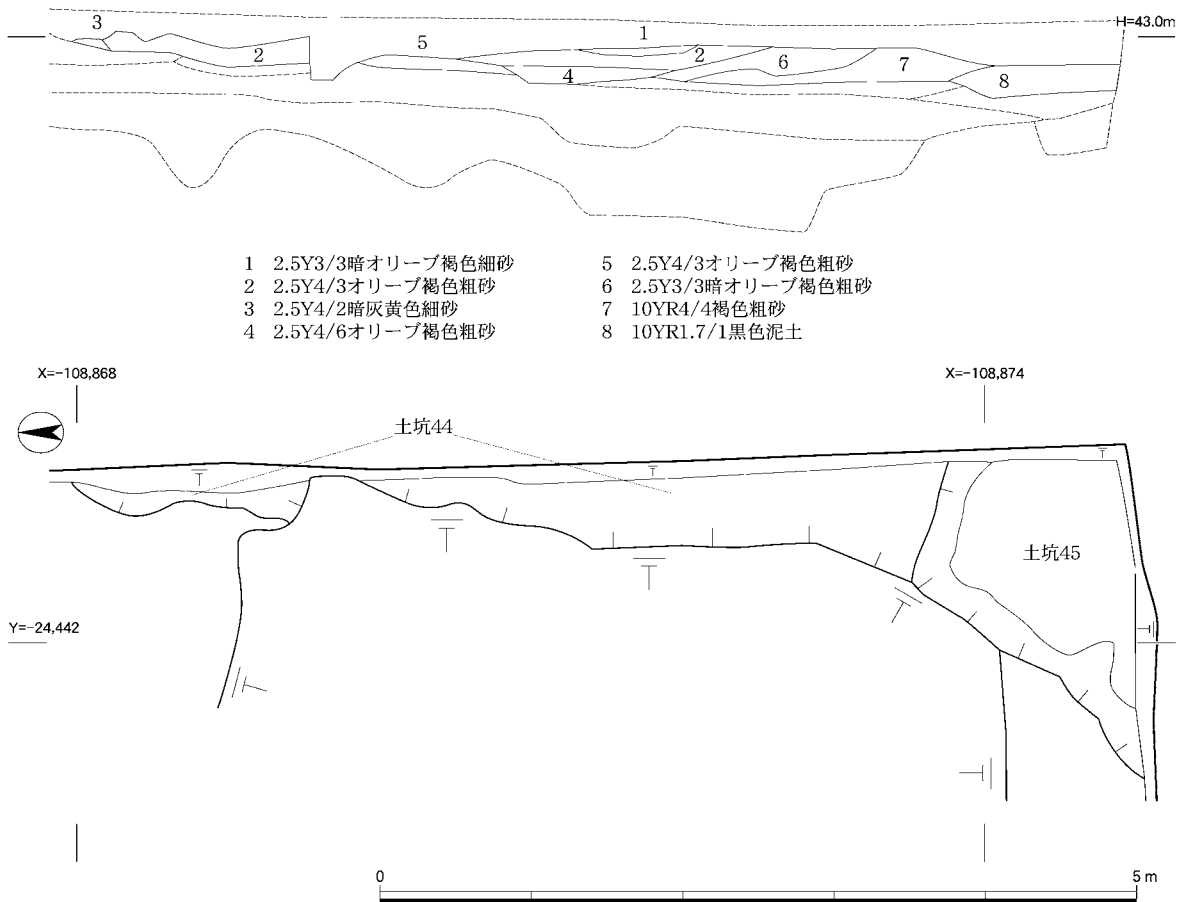 3
1
H=43.0m
5
2
2
6
7
4
8
1 2.5Y3/3暗オリーブ褐色細砂
2 2.5Y4/3オリーブ褐色粗砂
3 2.5Y4/2暗灰黄色細砂
4 2.5Y4/6オリーブ褐色粗砂
5 2.5Y4/3オリーブ褐色粗砂
6 2.5Y3/3暗オリーブ褐色粗砂
7 10YR4/4褐色粗砂
8 10YR1.7/1黒色泥土
X=-108,868
X=-108,874
土坑44
土坑45
Y=-24,442
0
5 m